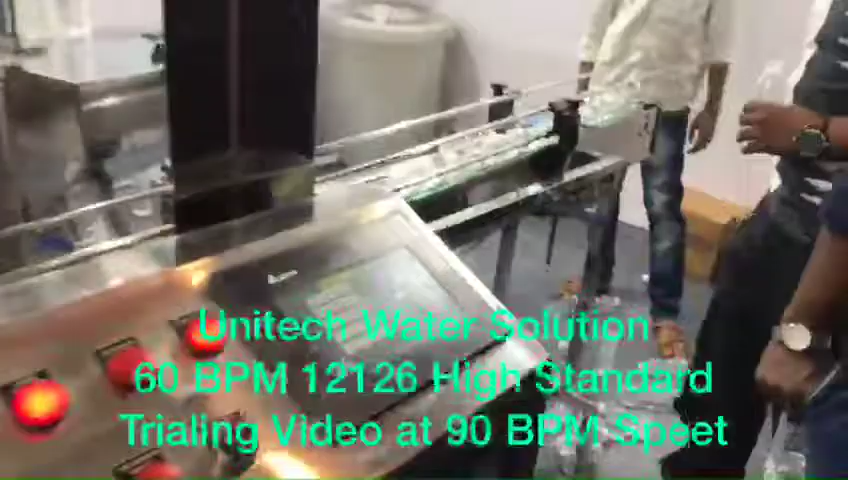 Unitech Water Solution
60 BPM 12126 High Standard
Trialing Video at 90 BPM Speet